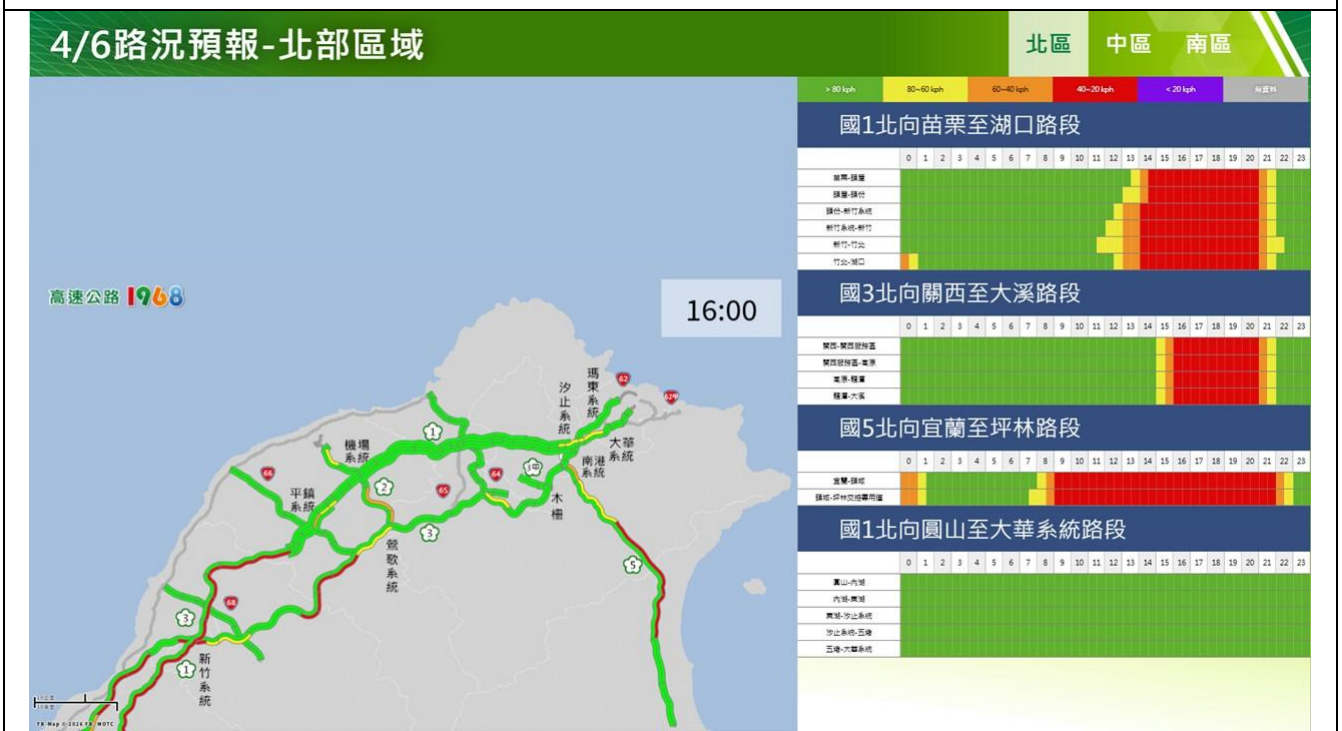 4/6路況預報-北部區域
北區 中區 南區
> 80 kph 80~60 kph 60~40 kph 40~20 kph < 20 kph 無資料
國1北向苗栗至湖口路段
0 1 2 3 4 5 6 7 8 9 10 11 12 13 14 15 16 17 18 19 20 21 22 23
苗栗-頭屋
頭屋-頭份
頭份-新竹系統
新竹系統-新竹
新竹-竹北
竹北-湖口
國3北向關西至大溪路段
0 1 2 3 4 5 6 7 8 9 10 11 12 13 14 15 16 17 18 19 20 21 22 23
關西-關西服務區
關西服務區-高原
高原-龍潭
龍潭-大溪
國5北向宜蘭至坪林路段
0 1 2 3 4 5 6 7 8 9 10 11 12 13 14 15 16 17 18 19 20 21 22 23
宜蘭-頭城
頭城-坪林交控專用道
國1北向圓山至大華系統路段
0 1 2 3 4 5 6 7 8 9 10 11 12 13 14 15 16 17 18 19 20 21 22 23
圓山-內湖
內湖-東湖
東湖-汐止系統
汐止系統-五堵
五堵-大華系統
高速公路 1968
16:00
瑪東系統
汐止系統
62
62甲
大華系統
南港系統
機場系統
1
3甲
64
66
2
65
平鎮系統
木柵
3
鶯歌系統
5
68
3
1
新竹系統